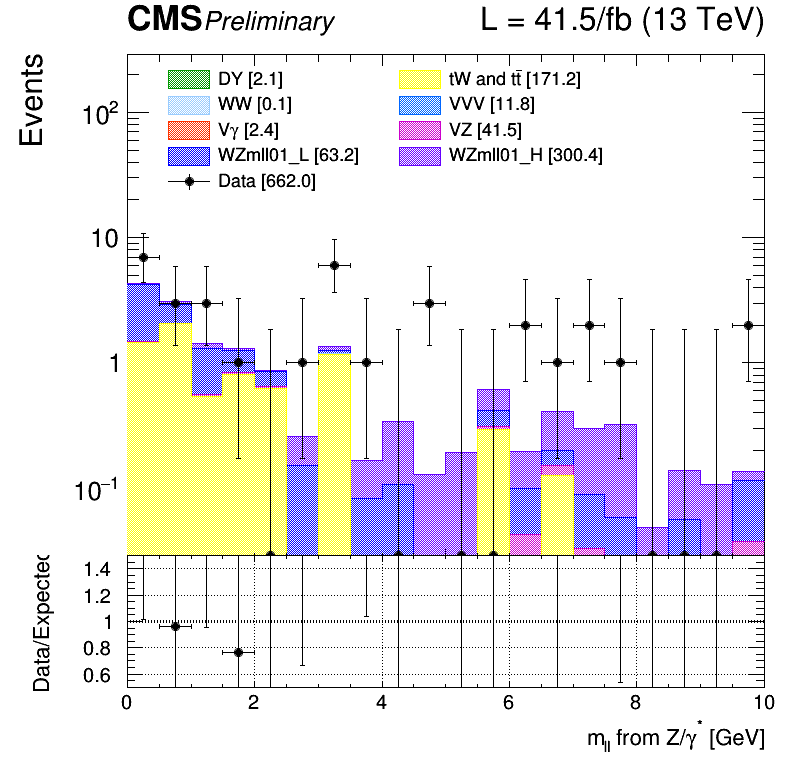 CMS Preliminary L = 41.5/fb (13 TeV)
Events
DY [2.1] tW and tt̄ [171.2]
WW [0.1] VVV [11.8]
Vγ [2.4] VZ [41.5]
WZmll01_L [63.2] WZmll01_H [300.4]
Data [662.0]
10²
10
1
10⁻¹
Data/Expected
1.4
1.2
1
0.8
0.6
0 2 4 6 8 10
m_ll from Z/γ* [GeV]